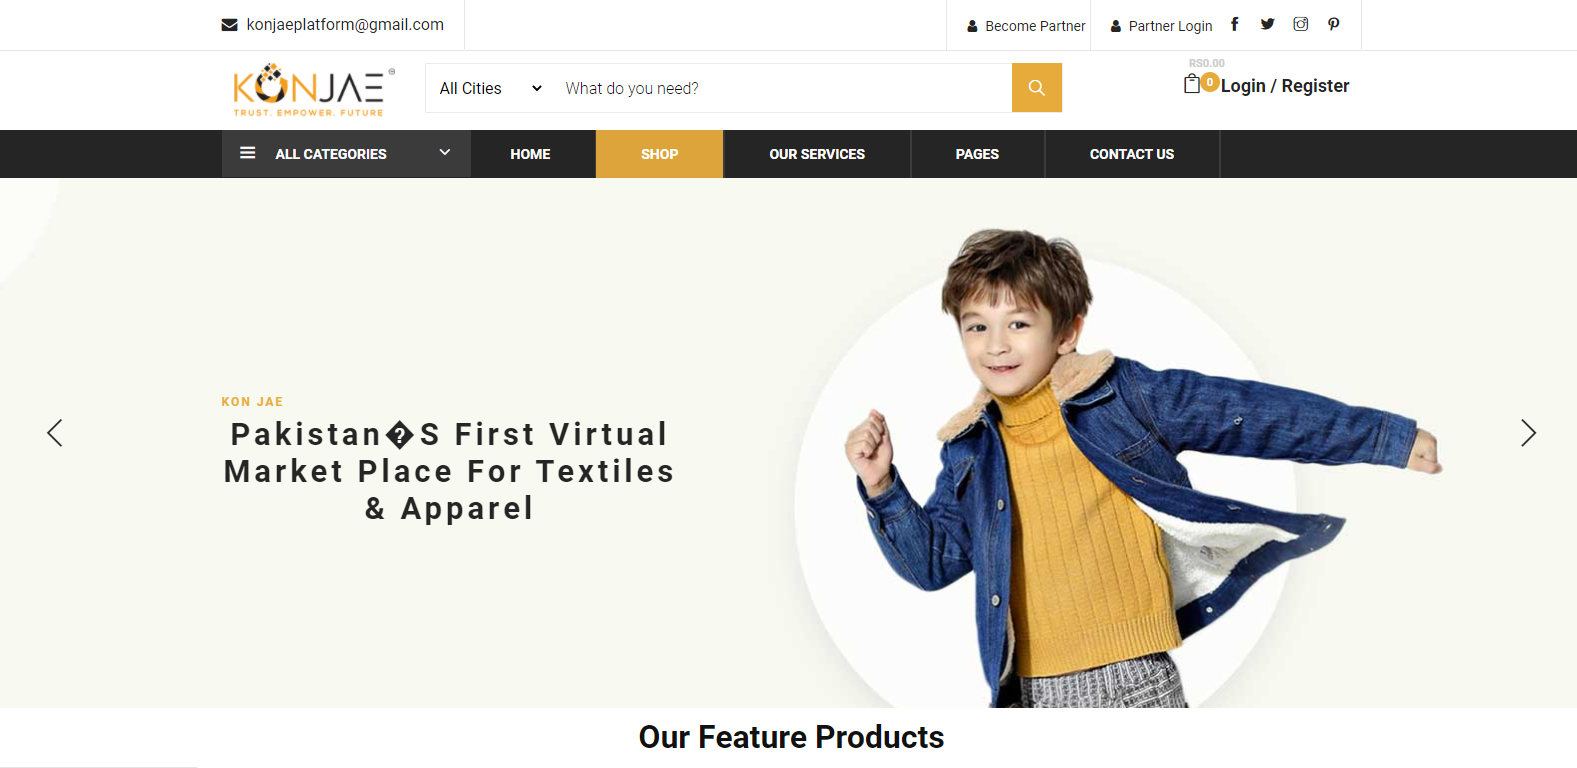 konjaeplatform@gmail.com
Become Partner
Partner Login
KONJAE
®
TRUST. EMPOWER. FUTURE
All Cities
What do you need?
RS0.00
0
Login / Register
ALL CATEGORIES
HOME
SHOP
OUR SERVICES
PAGES
CONTACT US
KON JAE
Pakistan�S First Virtual
Market Place For Textiles
& Apparel
Our Feature Products